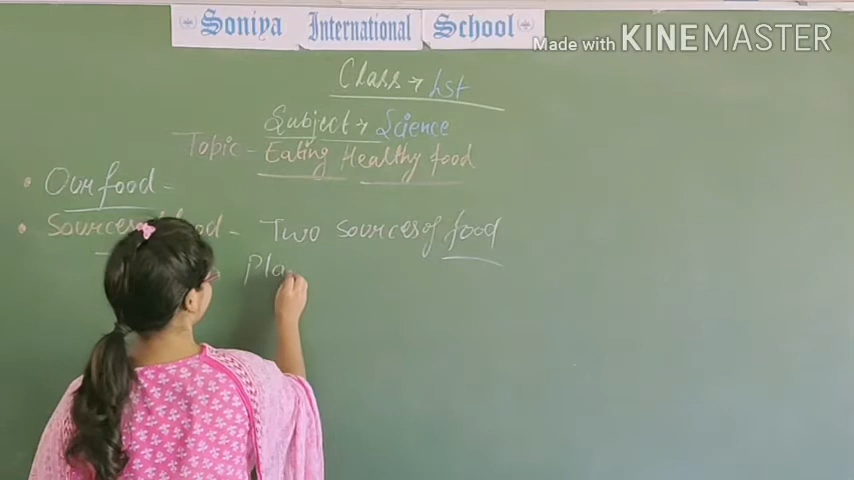 Soniya International School
Made with KINEMASTER
Class → Ist
Subject → Science
Topic - Eating Healthy food
• Our food -
• Sources of food - Two sources of food
Pla